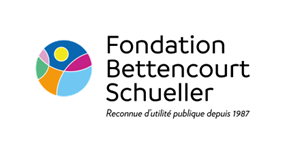 Fondation
Bettencourt
Schueller
Reconnue d'utilité publique depuis 1987